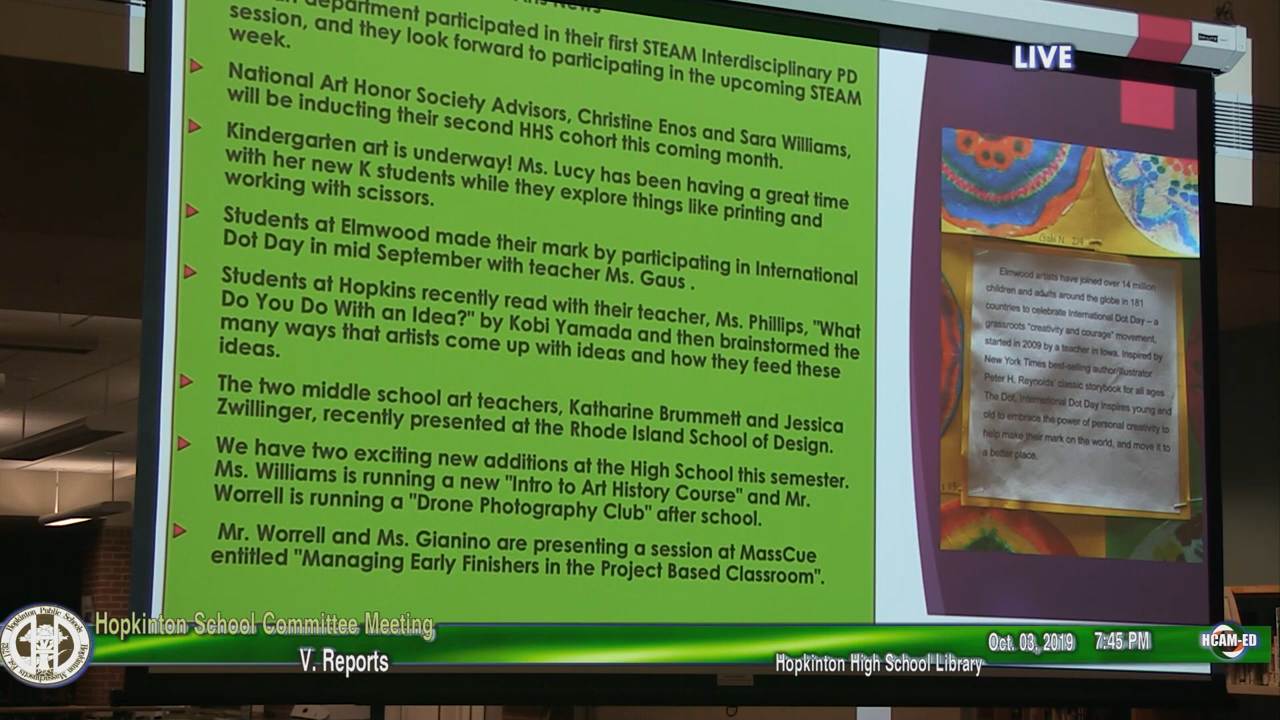 Arts News
department participated in their first STEAM Interdisciplinary PD
session, and they look forward to participating in the upcoming STEAM
week.
National Art Honor Society Advisors, Christine Enos and Sara Williams,
will be inducting their second HHS cohort this coming month.
Kindergarten art is underway! Ms. Lucy has been having a great time
with her new K students while they explore things like printing and
working with scissors.
Students at Elmwood made their mark by participating in International
Dot Day in mid September with teacher Ms. Gaus .
Students at Hopkins recently read with their teacher, Ms. Phillips, "What
Do You Do With an Idea?" by Kobi Yamada and then brainstormed the
many ways that artists come up with ideas and how they feed these
ideas.
The two middle school art teachers, Katharine Brummett and Jessica
Zwillinger, recently presented at the Rhode Island School of Design.
We have two exciting new additions at the High School this semester.
Ms. Williams is running a new "Intro to Art History Course" and Mr.
Worrell is running a "Drone Photography Club" after school.
Mr. Worrell and Ms. Gianino are presenting a session at MassCue
entitled "Managing Early Finishers in the Project Based Classroom".
LIVE
Elmwood artists have joined over 14 million
children and adults around the globe in 181
countries to celebrate International Dot Day – a
grassroots "creativity and courage" movement,
started in 2009 by a teacher in Iowa. Inspired by
New York Times best-selling author/illustrator
Peter H. Reynolds' classic storybook for all ages
The Dot, International Dot Day inspires young and
old to embrace the power of personal creativity to
help make their mark on the world, and move it to
a better place.
Hopkinton School Committee Meeting
V. Reports
Oct. 03, 2019 7:45 PM
Hopkinton High School Library
HCAM-ED
Hopkinton Public Schools